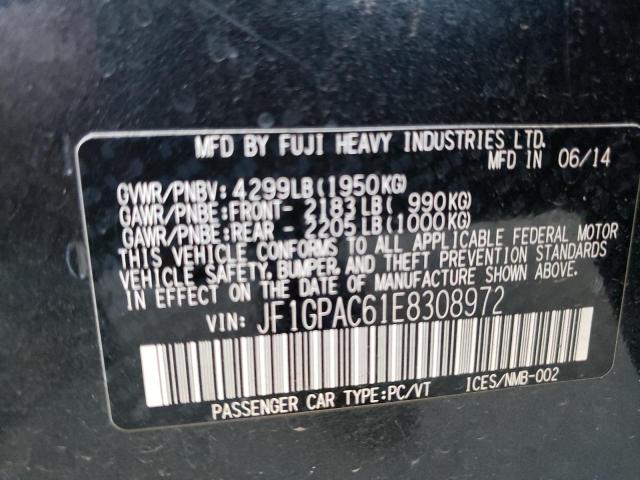 MFD BY FUJI HEAVY INDUSTRIES LTD.
MFD IN 06/14
GVWR/PNBV: 4299LB(1950KG)
GAWR/PNBE:FRONT- 2183LB( 990KG)
GAWR/PNBE:REAR - 2205LB(1000KG)
THIS VEHICLE CONFORMS TO ALL APPLICABLE FEDERAL MOTOR
VEHICLE SAFETY, BUMPER, AND THEFT PREVENTION STANDARDS
IN EFFECT ON THE DATE OF MANUFACTURE SHOWN ABOVE.
VIN: JF1GPAC61E8308972
PASSENGER CAR TYPE:PC/VT ICES/NMB-002